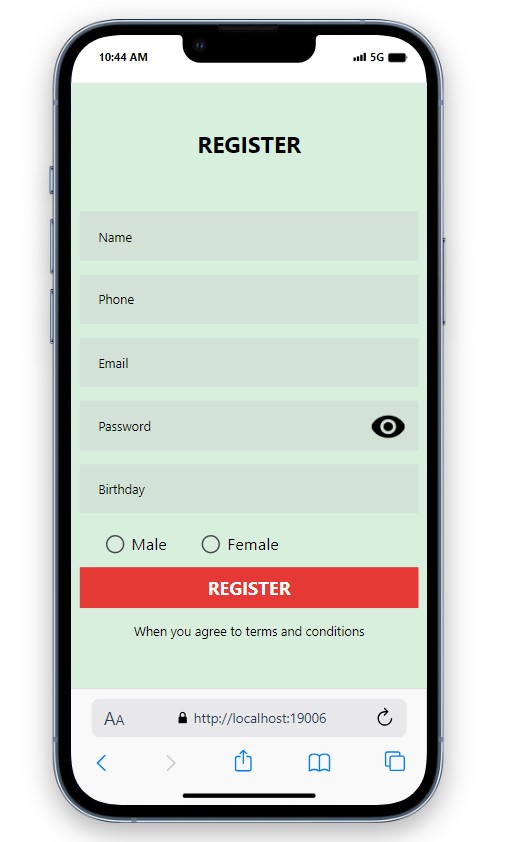 10:44 AM 5G
REGISTER
Name
Phone
Email
Password
Birthday
Male Female
REGISTER
When you agree to terms and conditions
AA http://localhost:19006